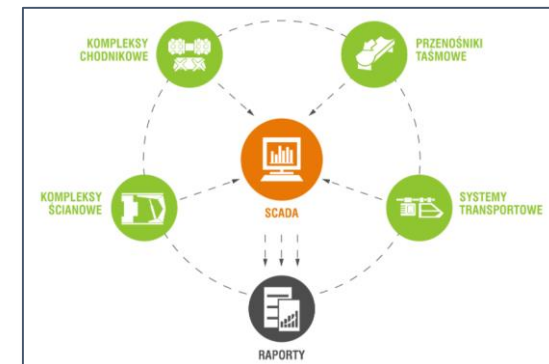 KOMPLEKSY
CHODNIKOWE
PRZENOŚNIKI
TAŚMOWE
KOMPLEKSY
ŚCIANOWE
SCADA
SYSTEMY
TRANSPORTOWE
RAPORTY